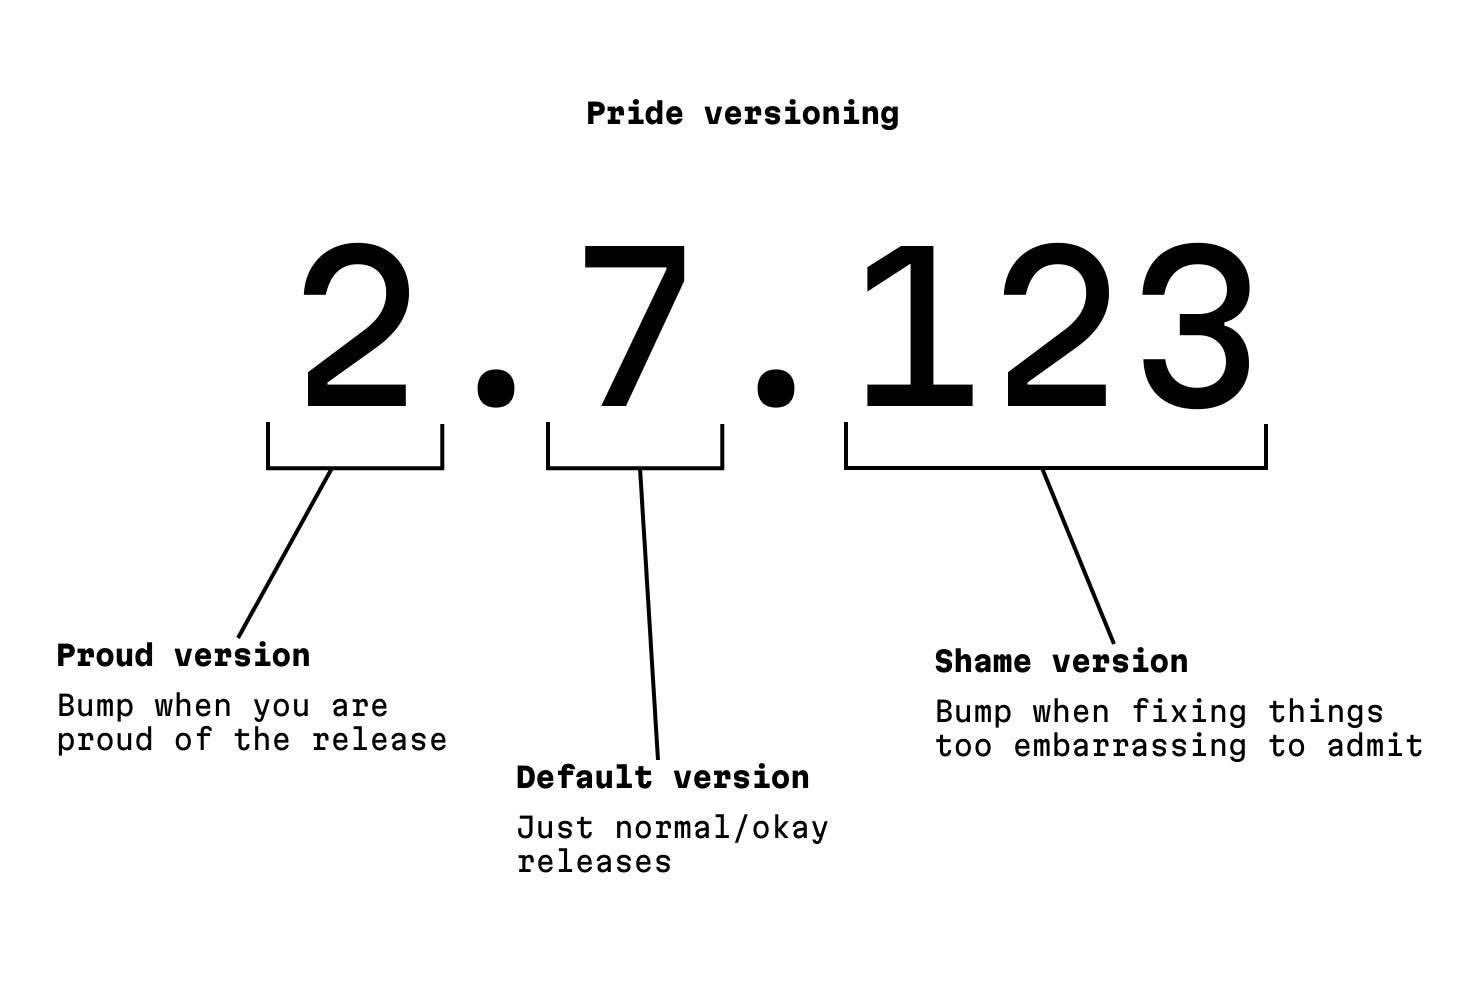 Pride versioning
2.7.123
Proud version
Bump when you are
proud of the release
Default version
Just normal/okay
releases
Shame version
Bump when fixing things
too embarrassing to admit